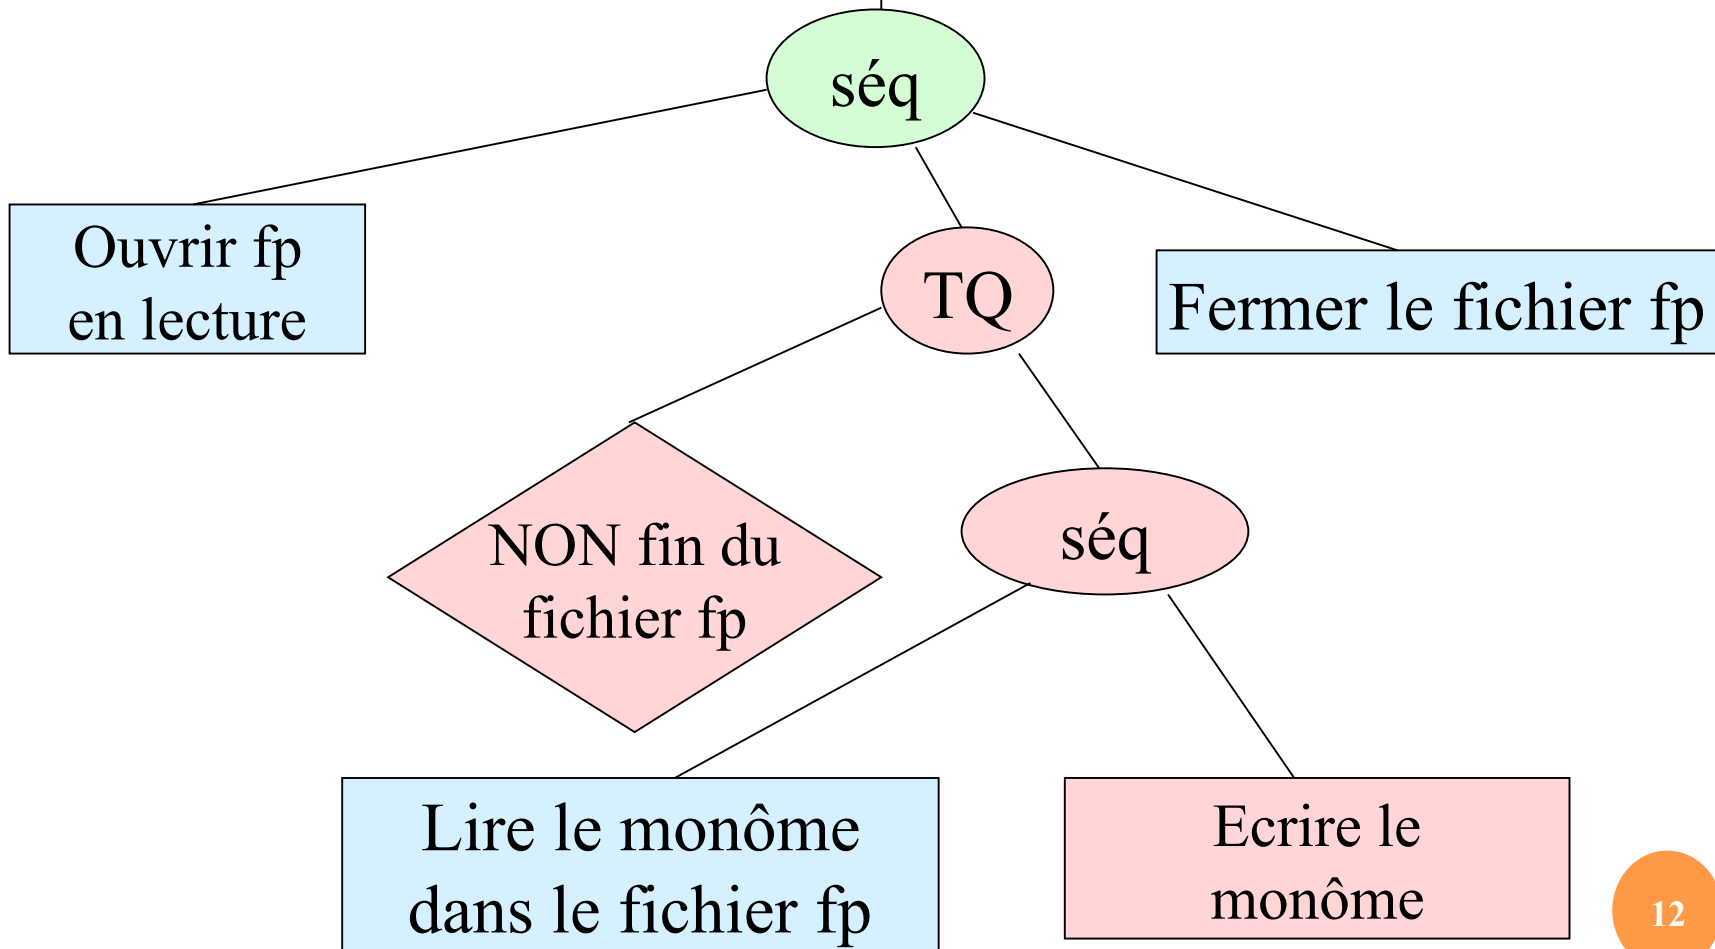 séq
Ouvrir fp
en lecture
TQ
Fermer le fichier fp
NON fin du
fichier fp
séq
Lire le monôme
dans le fichier fp
Ecrire le
monôme
12